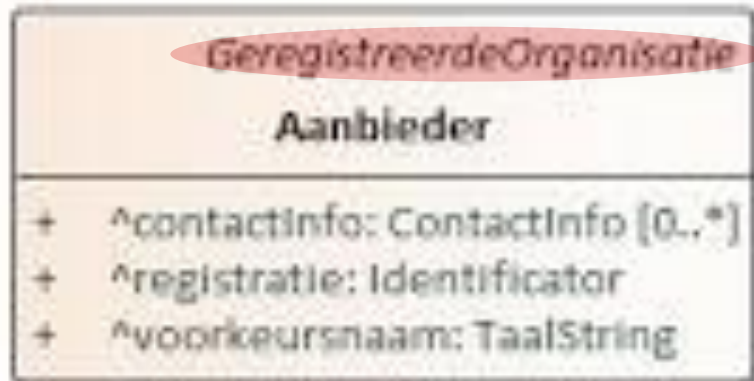 GeregistreerdeOrganisatie
Aanbieder
+ ^contactInfo: ContactInfo [0..*]
+ ^registratie: Identificator
+ ^voorkeursnaam: TaalString